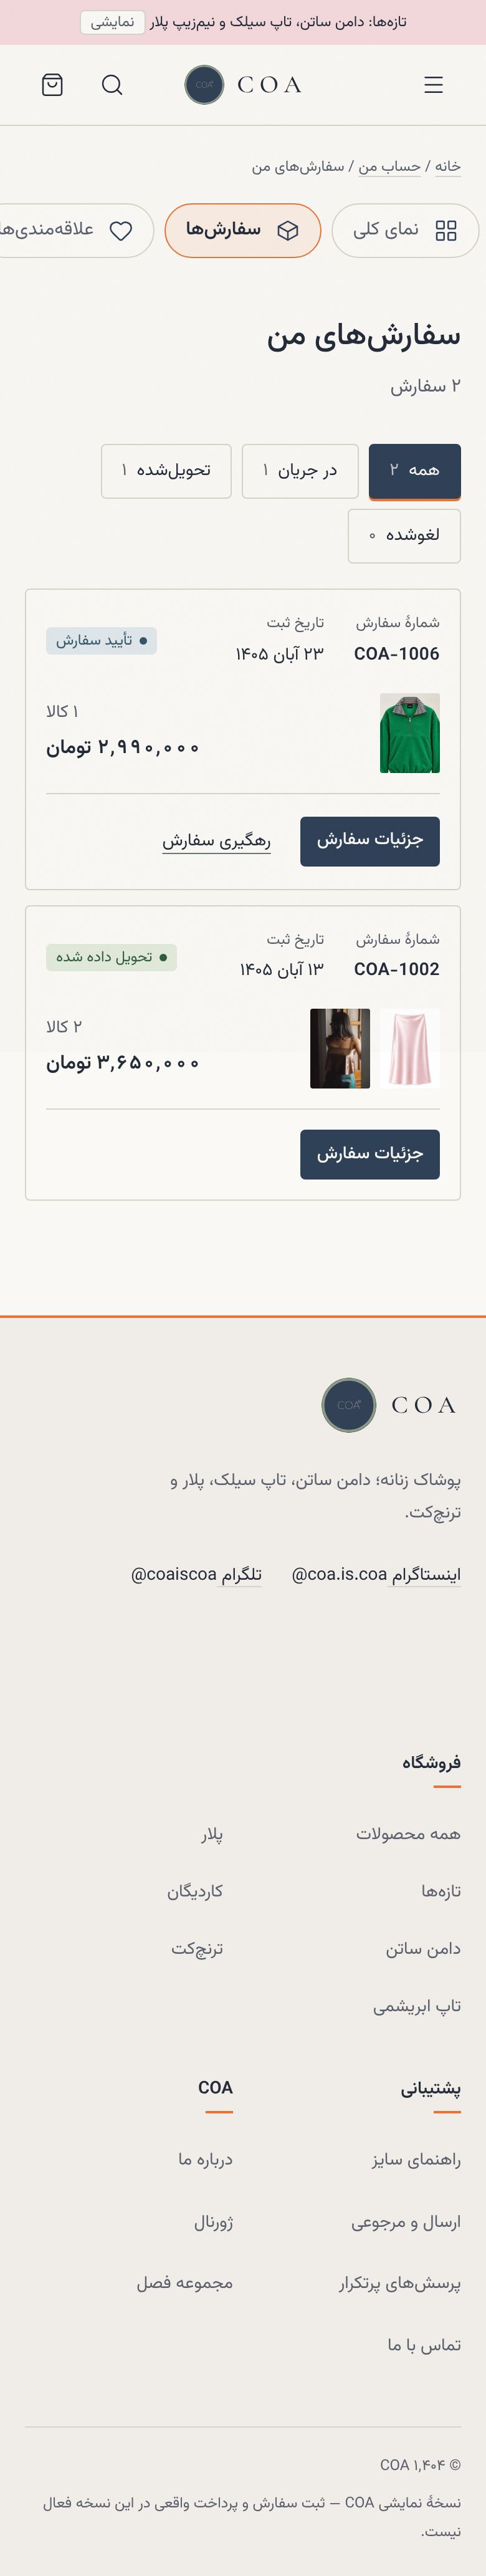 تازه‌ها: دامن ساتن، تاپ سیلک و نیم‌زیپ پلار نمایشی
COA COA
خانه / حساب من / سفارش‌های من
نمای کلی سفارش‌ها علاقه‌مندی‌ها
سفارش‌های من
۲ سفارش
همه ۲ در جریان ۱ تحویل‌شده ۱
لغوشده ۰
شمارهٔ سفارش تاریخ ثبت
COA-1006 ۲۳ آبان ۱۴۰۵ تأیید سفارش
۱ کالا
۲,۹۹۰,۰۰۰ تومان
جزئیات سفارش رهگیری سفارش
شمارهٔ سفارش تاریخ ثبت
COA-1002 ۱۳ آبان ۱۴۰۵ تحویل داده شده
۲ کالا
۳,۶۵۰,۰۰۰ تومان
جزئیات سفارش
COA COA
پوشاک زنانه؛ دامن ساتن، تاپ سیلک، پلار و
ترنچ‌کت.
اینستاگرام @coa.is.coa تلگرام @coaiscoa
فروشگاه
همه محصولات پلار
تازه‌ها کاردیگان
دامن ساتن ترنچ‌کت
تاپ ابریشمی
پشتیبانی COA
راهنمای سایز درباره ما
ارسال و مرجوعی ژورنال
پرسش‌های پرتکرار مجموعه فصل
تماس با ما
© ۱,۴۰۴ COA
نسخهٔ نمایشی COA — ثبت سفارش و پرداخت واقعی در این نسخه فعال
نیست.